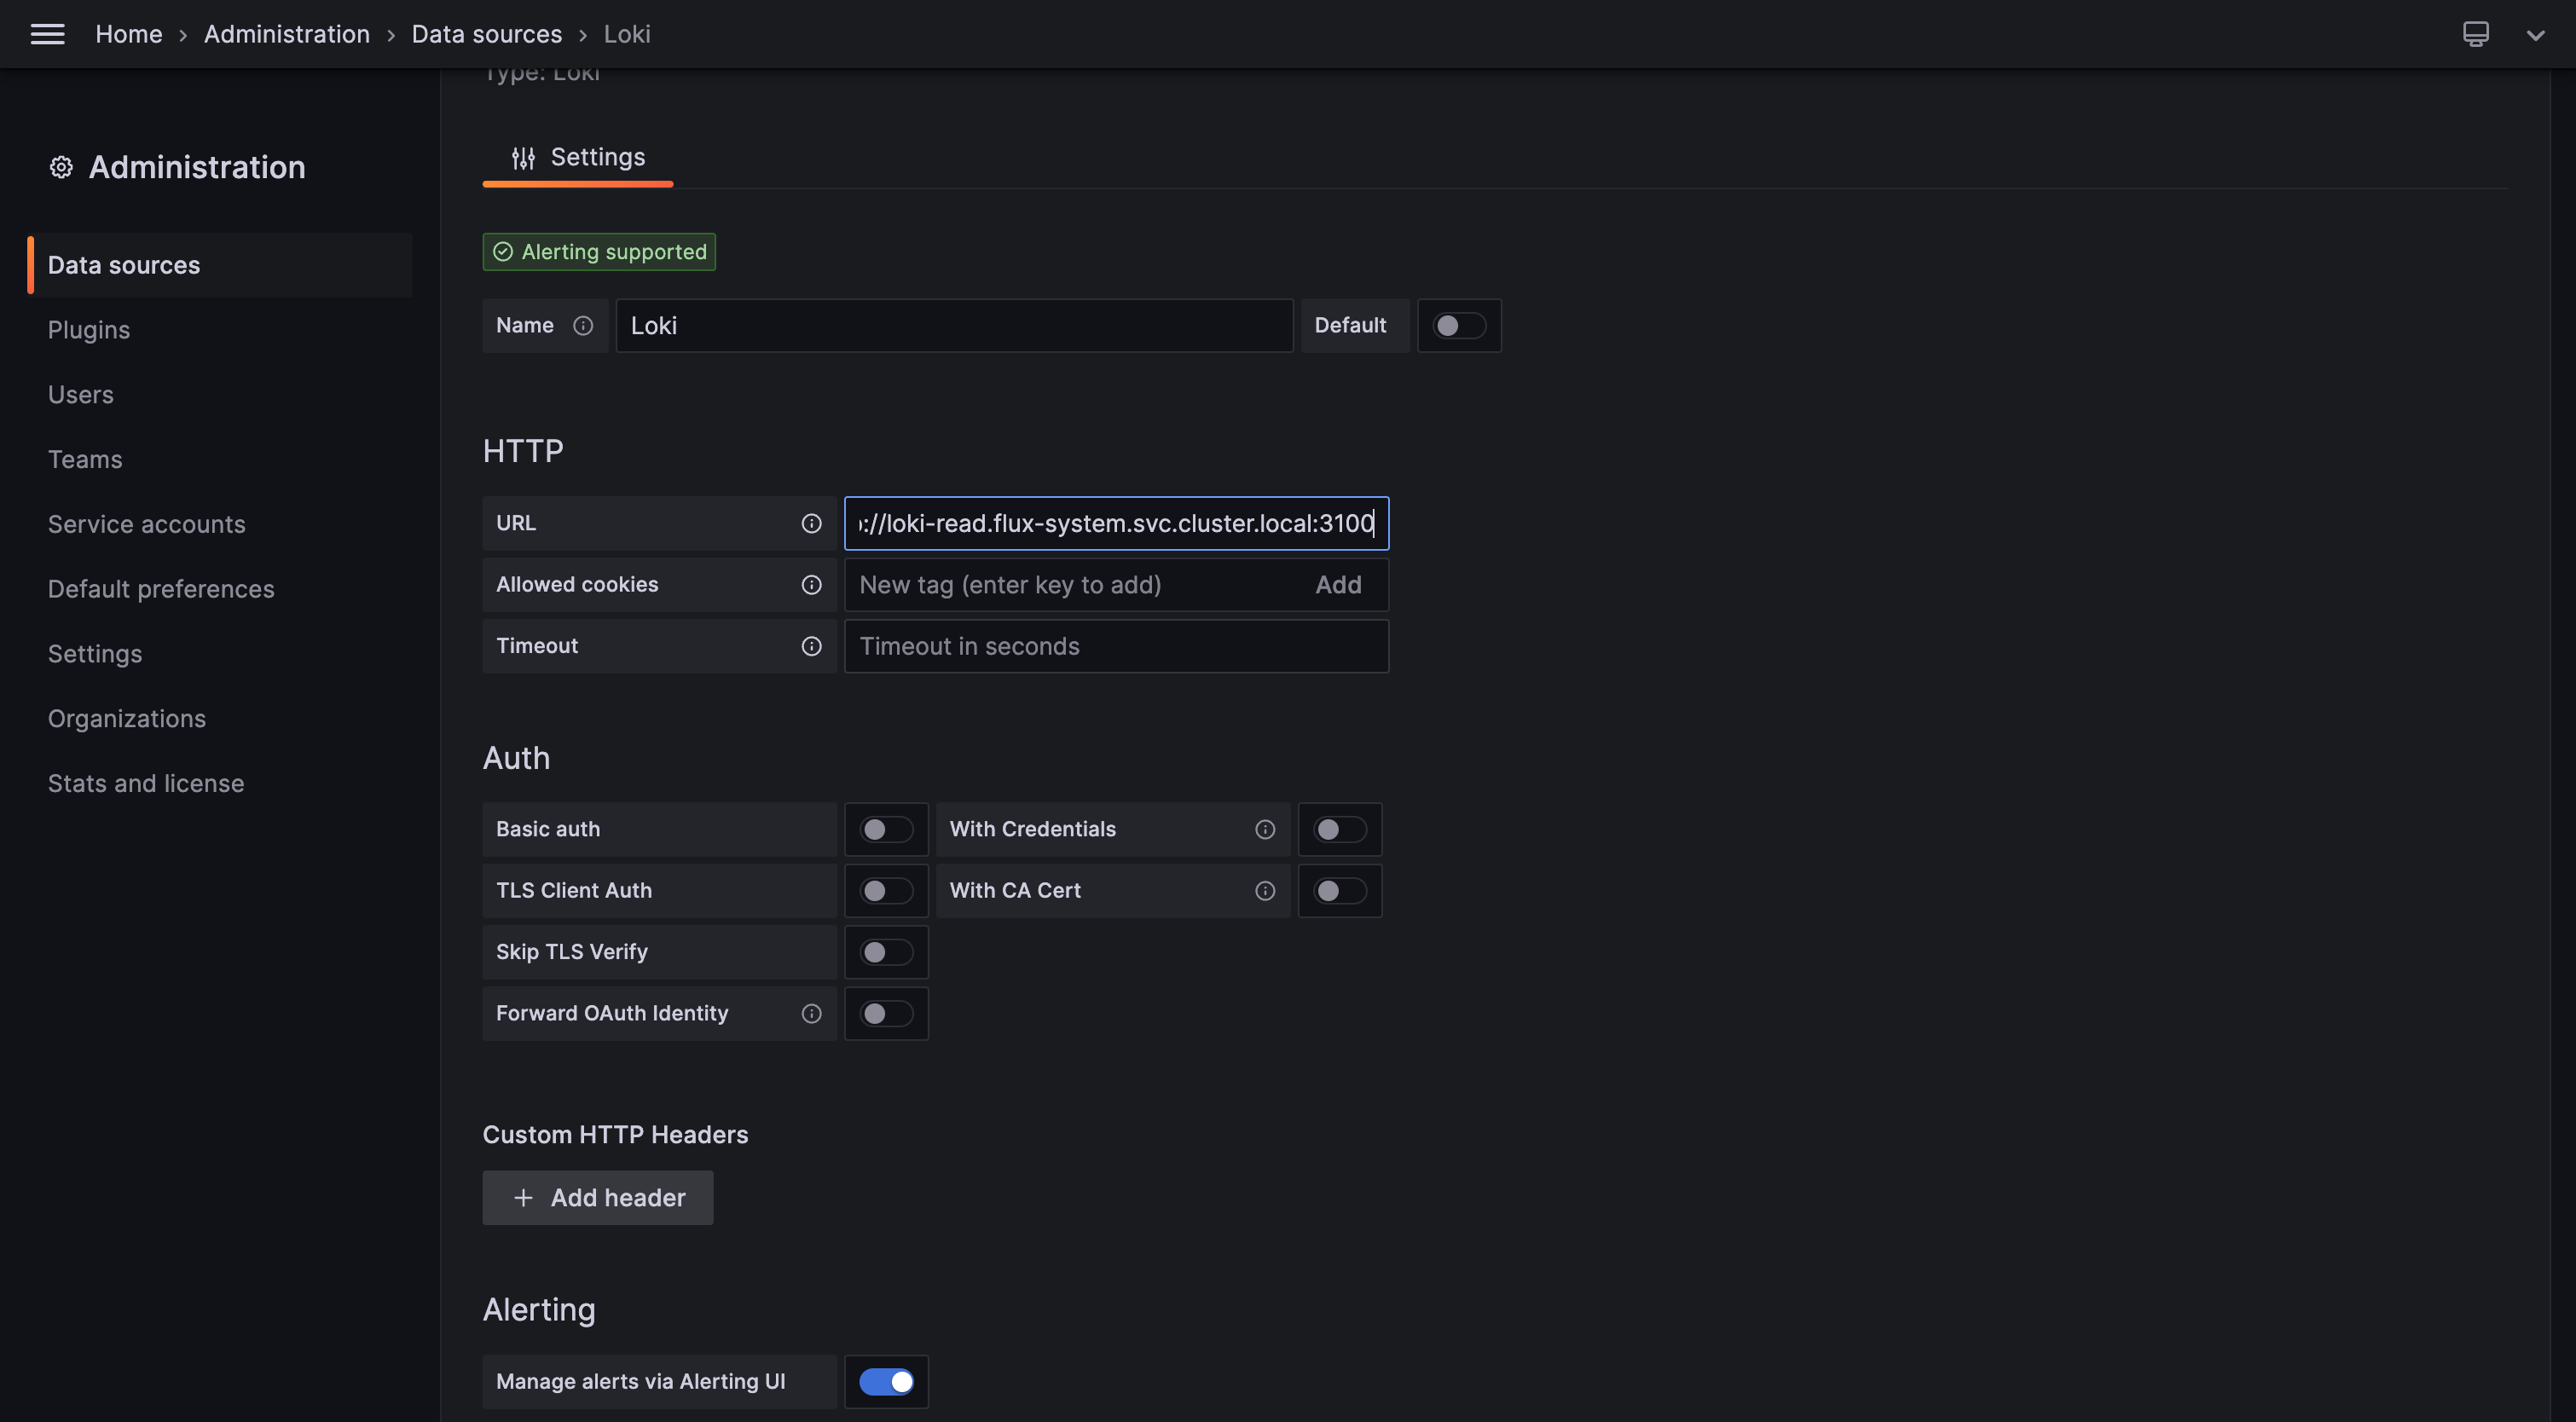 Home › Administration › Data sources › Loki
Type: Loki
Administration
Data sources
Plugins
Users
Teams
Service accounts
Default preferences
Settings
Organizations
Stats and license
Settings
Alerting supported
Name Loki Default
HTTP
URL ://loki-read.flux-system.svc.cluster.local:3100
Allowed cookies New tag (enter key to add) Add
Timeout Timeout in seconds
Auth
Basic auth With Credentials
TLS Client Auth With CA Cert
Skip TLS Verify
Forward OAuth Identity
Custom HTTP Headers
+ Add header
Alerting
Manage alerts via Alerting UI